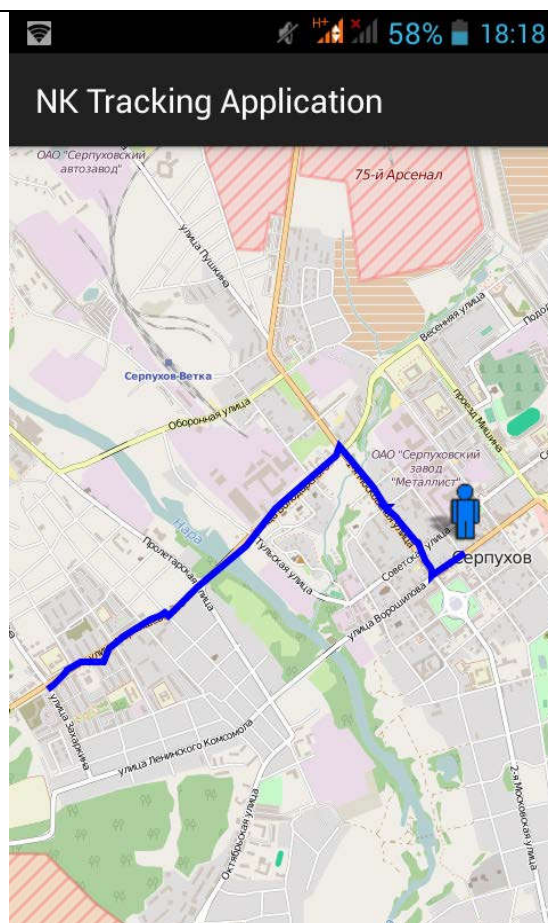 H+
58%
18:18
NK Tracking Application
ОАО "Серпуховский
автозавод"
75-й Арсенал
улица Пушкина
Весенняя улица
Серпухов-Ветка
Оборонная улица
проезд Мишина
ОАО "Серпуховский
завод
"Металлист"
Нара
Пролетарская улица
Тульская улица
Советская улица
Серпухов
улица Ворошилова
улица Захаркина
улица Ленинского Комсомола
Октябрьская улица
2-я Московская улица